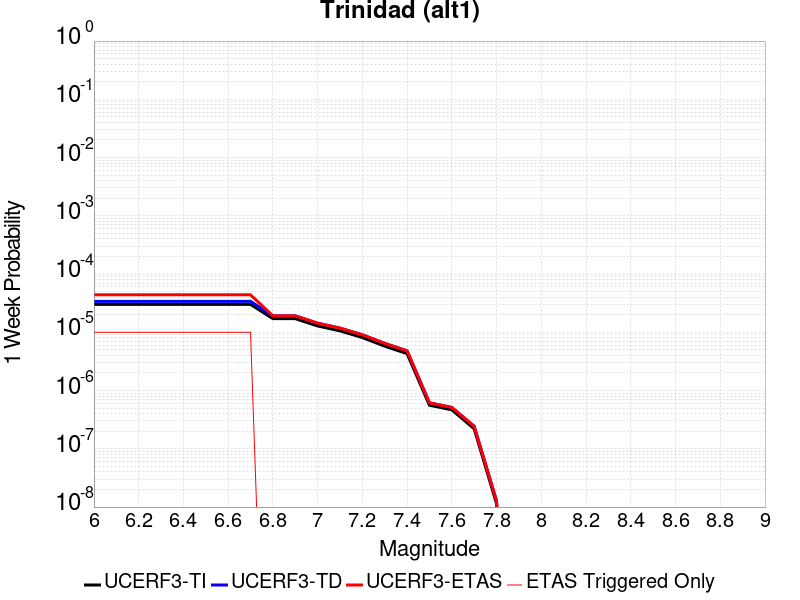 Trinidad (alt1)
10^0
10^-1
10^-2
10^-3
10^-4
10^-5
10^-6
10^-7
10^-8
1 Week Probability
6 6.2 6.4 6.6 6.8 7 7.2 7.4 7.6 7.8 8 8.2 8.4 8.6 8.8 9
Magnitude
UCERF3-TI UCERF3-TD UCERF3-ETAS ETAS Triggered Only